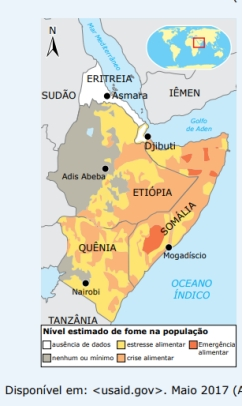 N
Mar Mediterrâneo
ERITREIA
SUDÃO
Asmara
IÊMEN
Golfo
de Aden
Djibuti
Adis Abeba
ETIÓPIA
SOMÁLIA
QUÊNIA
Mogadíscio
Nairobi
OCEANO
ÍNDICO
TANZÂNIA
Nível estimado de fome na população
ausência de dados
estresse alimentar
Emergência
alimentar
nenhum ou mínimo
crise alimentar
Disponível em: <usaid.gov>. Maio 2017 (A